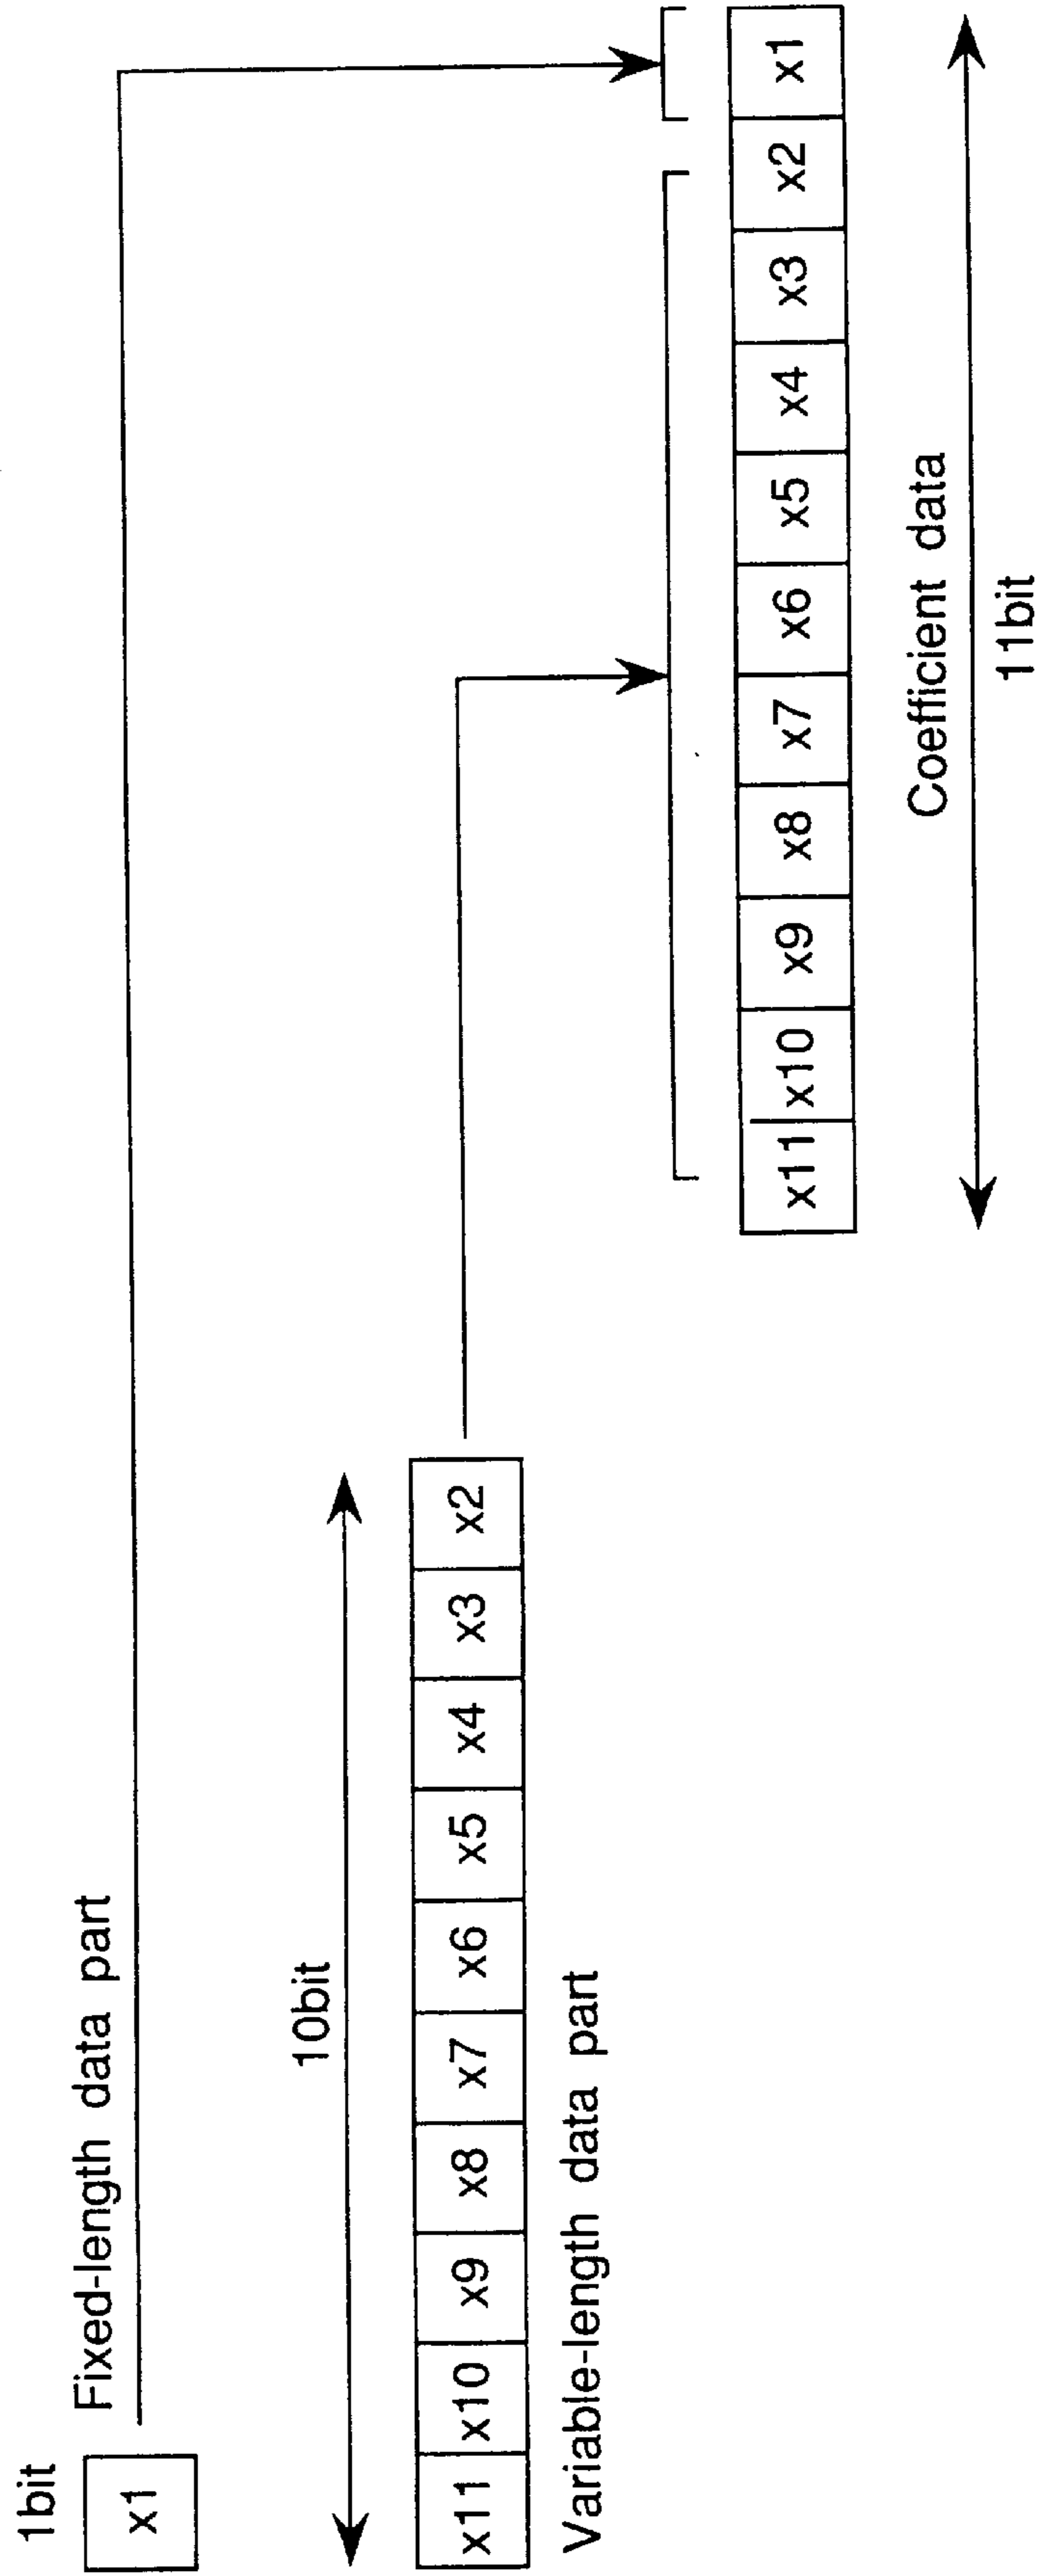 1bit
x1
Fixed-length data part
10bit
x11 x10 x9 x8 x7 x6 x5 x4 x3 x2
Variable-length data part
x11 x10 x9 x8 x7 x6 x5 x4 x3 x2 x1
Coefficient data
11bit